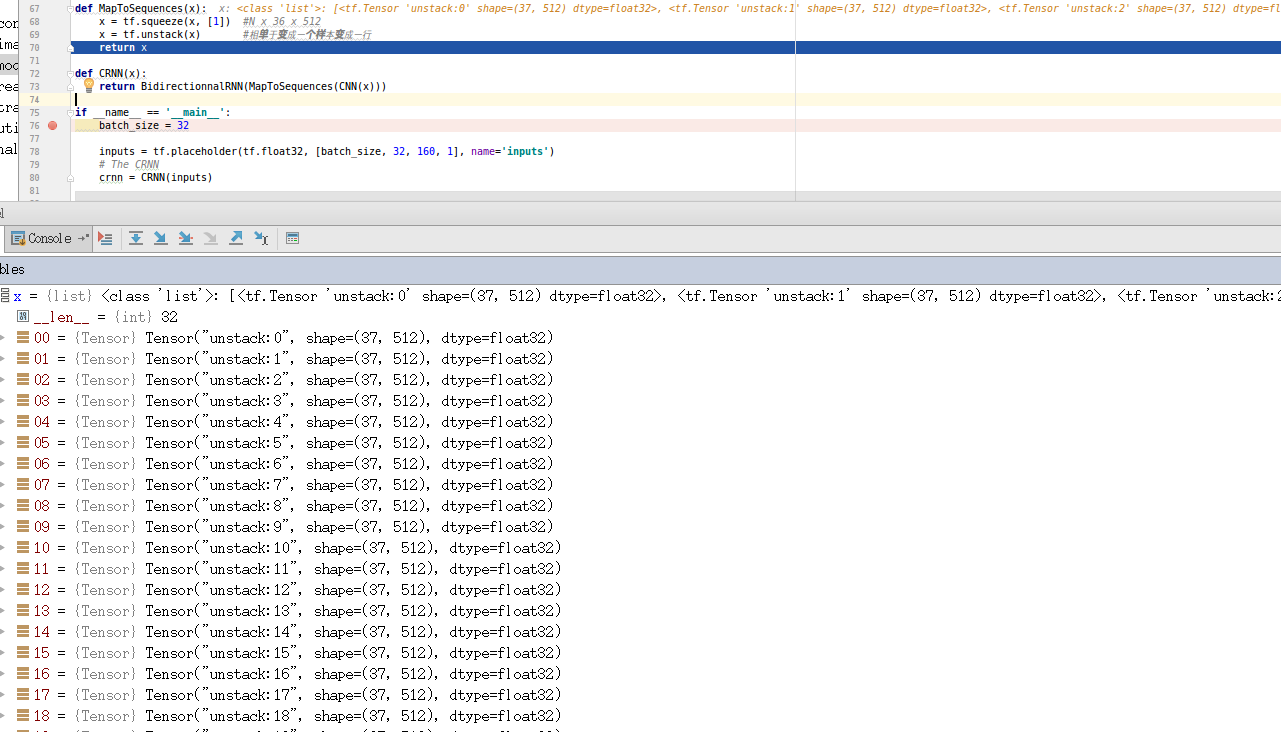 67 def MapToSequences(x): x: <class 'list'>: [<tf.Tensor 'unstack:0' shape=(37, 512) dtype=float32>, <tf.Tensor 'unstack:1' shape=(37, 512) dtype=float32>, <tf.Tensor 'unstack:2' shape=(37, 512) dtype=fl
68 x = tf.squeeze(x, [1]) #N x 36 x 512
69 x = tf.unstack(x) #相单于变成一个样本变成一行
70 return x
71
72 def CRNN(x):
73 return BidirectionnalRNN(MapToSequences(CNN(x)))
74
75 if __name__ == '__main__':
76 batch_size = 32
77
78 inputs = tf.placeholder(tf.float32, [batch_size, 32, 160, 1], name='inputs')
79 # The CRNN
80 crnn = CRNN(inputs)
81
Console
bles
x = {list} <class 'list'>: [<tf.Tensor 'unstack:0' shape=(37, 512) dtype=float32>, <tf.Tensor 'unstack:1' shape=(37, 512) dtype=float32>, <tf.Tensor 'unstack:2
__len__ = {int} 32
00 = {Tensor} Tensor("unstack:0", shape=(37, 512), dtype=float32)
01 = {Tensor} Tensor("unstack:1", shape=(37, 512), dtype=float32)
02 = {Tensor} Tensor("unstack:2", shape=(37, 512), dtype=float32)
03 = {Tensor} Tensor("unstack:3", shape=(37, 512), dtype=float32)
04 = {Tensor} Tensor("unstack:4", shape=(37, 512), dtype=float32)
05 = {Tensor} Tensor("unstack:5", shape=(37, 512), dtype=float32)
06 = {Tensor} Tensor("unstack:6", shape=(37, 512), dtype=float32)
07 = {Tensor} Tensor("unstack:7", shape=(37, 512), dtype=float32)
08 = {Tensor} Tensor("unstack:8", shape=(37, 512), dtype=float32)
09 = {Tensor} Tensor("unstack:9", shape=(37, 512), dtype=float32)
10 = {Tensor} Tensor("unstack:10", shape=(37, 512), dtype=float32)
11 = {Tensor} Tensor("unstack:11", shape=(37, 512), dtype=float32)
12 = {Tensor} Tensor("unstack:12", shape=(37, 512), dtype=float32)
13 = {Tensor} Tensor("unstack:13", shape=(37, 512), dtype=float32)
14 = {Tensor} Tensor("unstack:14", shape=(37, 512), dtype=float32)
15 = {Tensor} Tensor("unstack:15", shape=(37, 512), dtype=float32)
16 = {Tensor} Tensor("unstack:16", shape=(37, 512), dtype=float32)
17 = {Tensor} Tensor("unstack:17", shape=(37, 512), dtype=float32)
18 = {Tensor} Tensor("unstack:18", shape=(37, 512), dtype=float32)